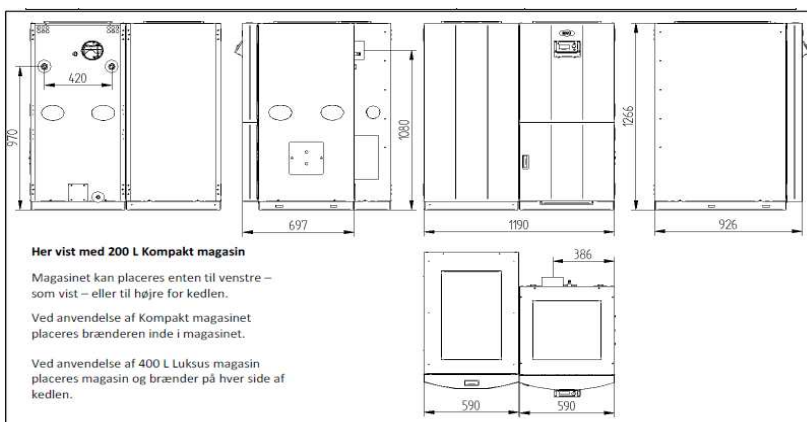 420
970
697
1080
1190
1266
926
Her vist med 200 L Kompakt magasin
Magasinet kan placeres enten til venstre –
som vist – eller til højre for kedlen.
Ved anvendelse af Kompakt magasinet
placeres brænderen inde i magasinet.
Ved anvendelse af 400 L Luksus magasin
placeres magasin og brænder på hver side af
kedlen.
386
590
590